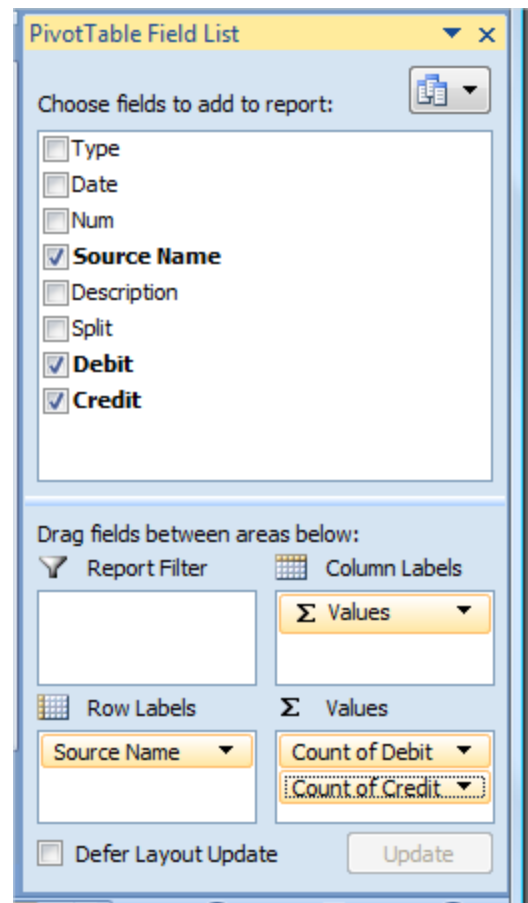 PivotTable Field List
Choose fields to add to report:
Type
Date
Num
Source Name
Description
Split
Debit
Credit
Drag fields between areas below:
Report Filter
Column Labels
Σ Values
Row Labels
Σ Values
Source Name
Count of Debit
Count of Credit
Defer Layout Update
Update